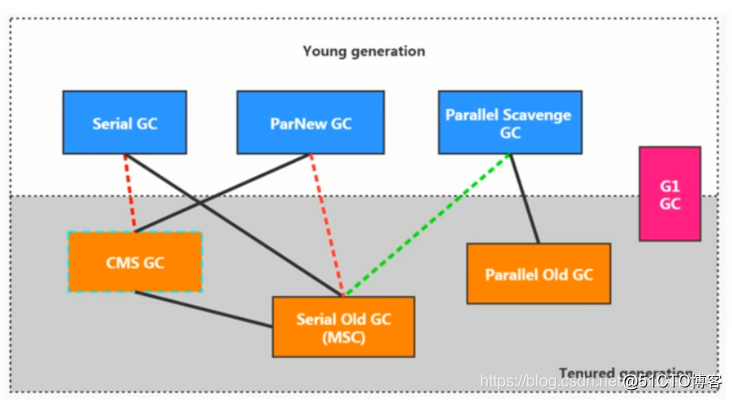 Young generation
Serial GC
ParNew GC
Parallel Scavenge
GC
G1
GC
CMS GC
Parallel Old GC
Serial Old GC
(MSC)
Tenured generation
https://blog.csdn.net
@51CTO博客